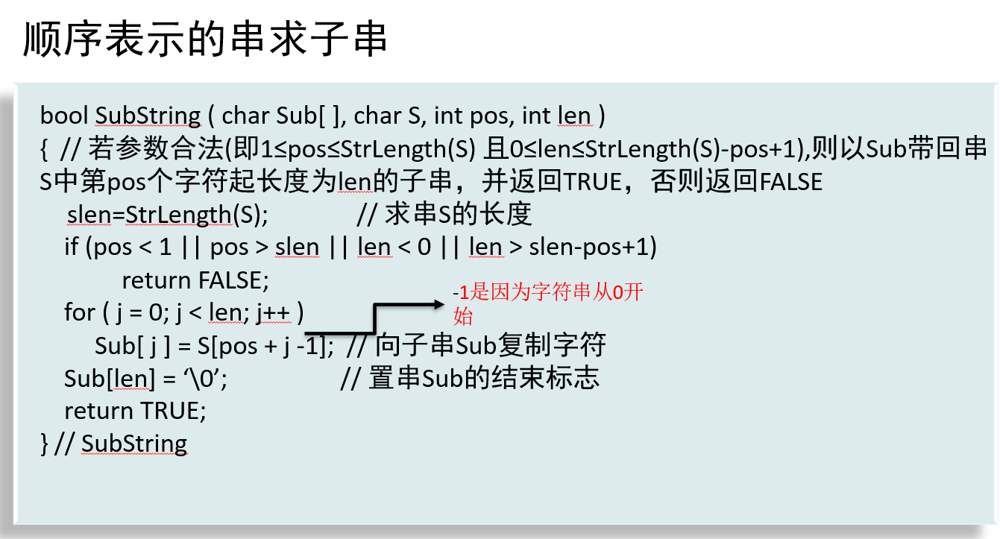 顺序表示的串求子串
bool SubString ( char Sub[ ], char S, int pos, int len )
{ // 若参数合法(即1≤pos≤StrLength(S) 且0≤len≤StrLength(S)-pos+1),则以Sub带回串
S中第pos个字符起长度为len的子串，并返回TRUE，否则返回FALSE
slen=StrLength(S); // 求串S的长度
if (pos < 1 || pos > slen || len < 0 || len > slen-pos+1)
return FALSE;
-1是因为字符串从0开
始
for ( j = 0; j < len; j++ )
Sub[ j ] = S[pos + j -1]; // 向子串Sub复制字符
Sub[len] = ‘\0’; // 置串Sub的结束标志
return TRUE;
} // SubString